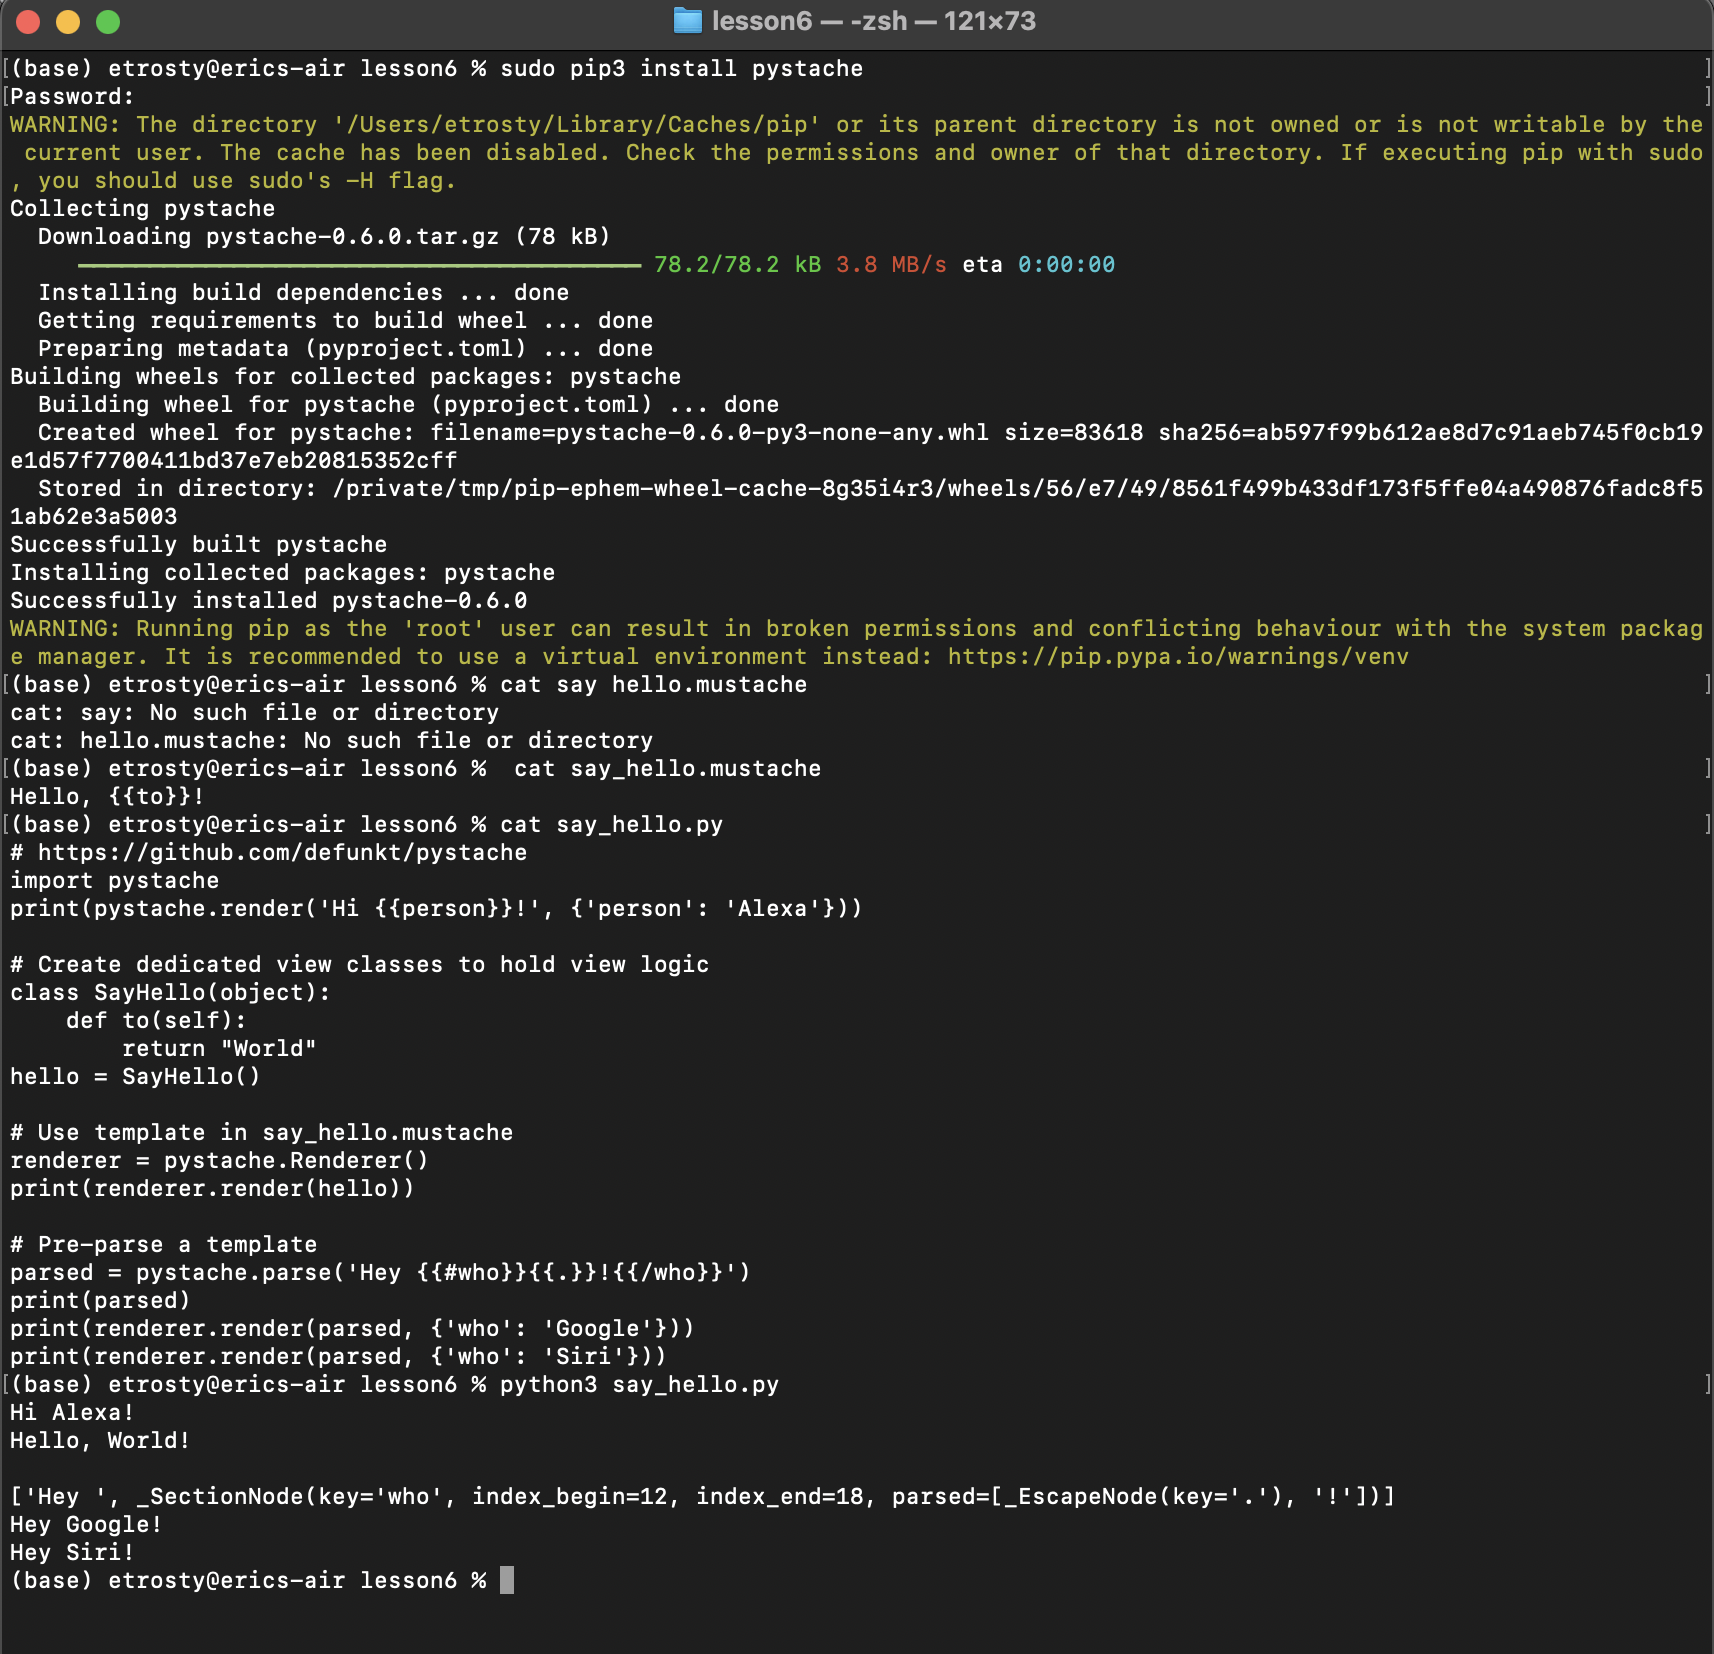 lesson6 — -zsh — 121×73
[(base) etrosty@erics-air lesson6 % sudo pip3 install pystache ]
[Password: ]
WARNING: The directory '/Users/etrosty/Library/Caches/pip' or its parent directory is not owned or is not writable by the
 current user. The cache has been disabled. Check the permissions and owner of that directory. If executing pip with sudo
, you should use sudo's -H flag.
Collecting pystache
  Downloading pystache-0.6.0.tar.gz (78 kB)
     78.2/78.2 kB 3.8 MB/s eta 0:00:00
  Installing build dependencies ... done
  Getting requirements to build wheel ... done
  Preparing metadata (pyproject.toml) ... done
Building wheels for collected packages: pystache
  Building wheel for pystache (pyproject.toml) ... done
  Created wheel for pystache: filename=pystache-0.6.0-py3-none-any.whl size=83618 sha256=ab597f99b612ae8d7c91aeb745f0cb19
e1d57f7700411bd37e7eb20815352cff
  Stored in directory: /private/tmp/pip-ephem-wheel-cache-8g35i4r3/wheels/56/e7/49/8561f499b433df173f5ffe04a490876fadc8f5
1ab62e3a5003
Successfully built pystache
Installing collected packages: pystache
Successfully installed pystache-0.6.0
WARNING: Running pip as the 'root' user can result in broken permissions and conflicting behaviour with the system packag
e manager. It is recommended to use a virtual environment instead: https://pip.pypa.io/warnings/venv
[(base) etrosty@erics-air lesson6 % cat say hello.mustache ]
cat: say: No such file or directory
cat: hello.mustache: No such file or directory
[(base) etrosty@erics-air lesson6 %  cat say_hello.mustache ]
Hello, {{to}}!
[(base) etrosty@erics-air lesson6 % cat say_hello.py ]
# https://github.com/defunkt/pystache
import pystache
print(pystache.render('Hi {{person}}!', {'person': 'Alexa'}))

# Create dedicated view classes to hold view logic
class SayHello(object):
    def to(self):
        return "World"
hello = SayHello()

# Use template in say_hello.mustache
renderer = pystache.Renderer()
print(renderer.render(hello))

# Pre-parse a template
parsed = pystache.parse('Hey {{#who}}{{.}}!{{/who}}')
print(parsed)
print(renderer.render(parsed, {'who': 'Google'}))
print(renderer.render(parsed, {'who': 'Siri'}))
[(base) etrosty@erics-air lesson6 % python3 say_hello.py ]
Hi Alexa!
Hello, World!

['Hey ', _SectionNode(key='who', index_begin=12, index_end=18, parsed=[_EscapeNode(key='.'), '!'])]
Hey Google!
Hey Siri!
(base) etrosty@erics-air lesson6 %